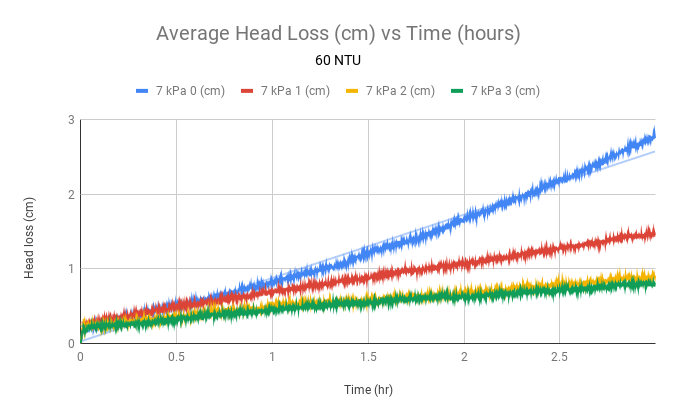 Average Head Loss (cm) vs Time (hours)
60 NTU
7 kPa 0 (cm) 7 kPa 1 (cm) 7 kPa 2 (cm) 7 kPa 3 (cm)
3
2
1
0
Head loss (cm)
0 0.5 1 1.5 2 2.5
Time (hr)